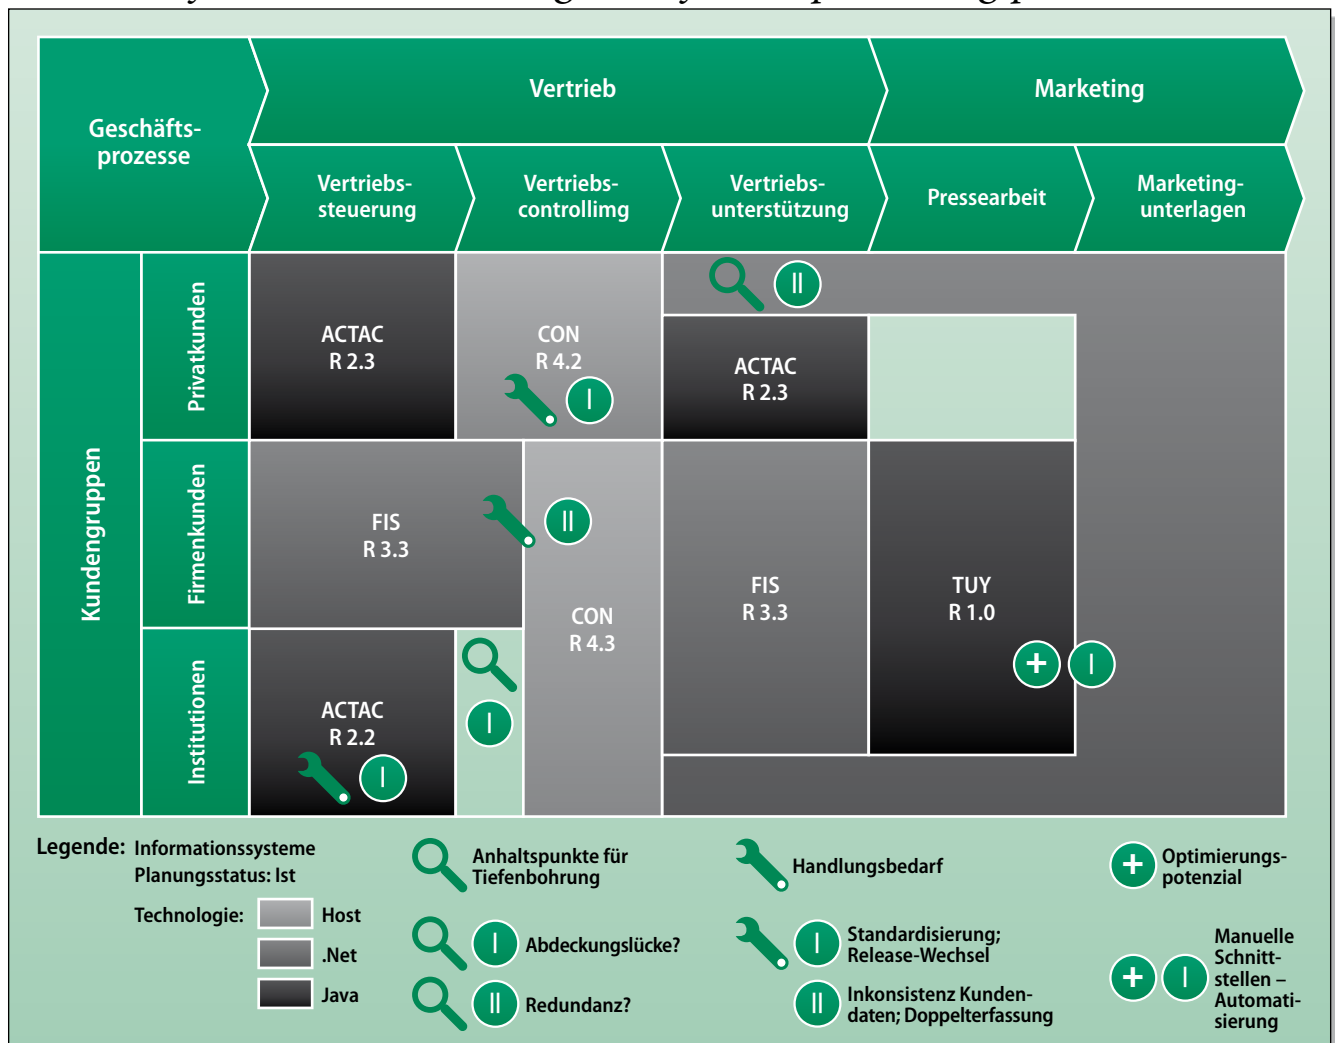 Vertrieb
Marketing
Geschäfts-
prozesse
Vertriebs-
steuerung
Vertriebs-
controllimg
Vertriebs-
unterstützung
Pressearbeit
Marketing-
unterlagen
Kundengruppen
Privatkunden
ACTAC
R 2.3
CON
R 4.2
I
II
ACTAC
R 2.3
Firmenkunden
FIS
R 3.3
II
CON
R 4.3
FIS
R 3.3
TUY
R 1.0
+ I
Institutionen
ACTAC
R 2.2
I
I
Legende: Informationssysteme
Planungsstatus: Ist
Technologie:
Host
.Net
Java
Anhaltspunkte für
Tiefenbohrung
I Abdeckungslücke?
II Redundanz?
Handlungsbedarf
I Standardisierung;
Release-Wechsel
II Inkonsistenz Kunden-
daten; Doppelterfassung
+ Optimierungs-
potenzial
+ I Manuelle
Schnitt-
stellen –
Automati-
sierung